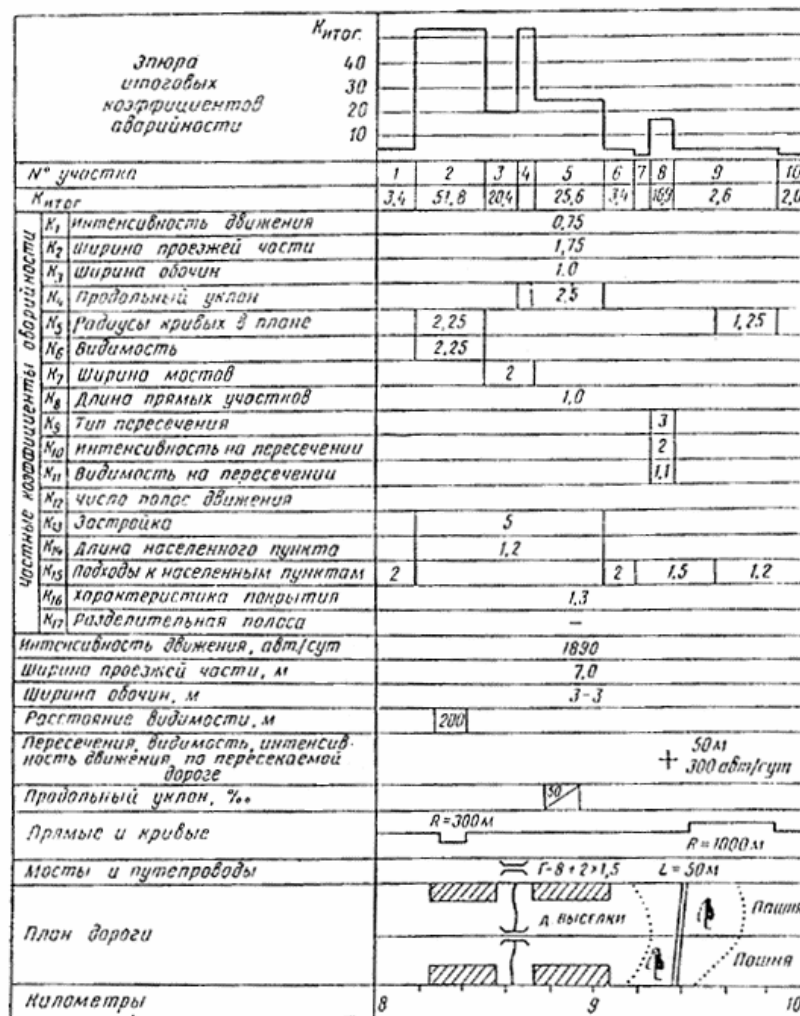 Эпюра
итоговых
коэффициентов
аварийности
Kитог.
40
30
20
10
№ участка 1 2 3 4 5 6 7 8 9 10
Kитог 3,4 51,8 20,4 25,6 3,4 16,9 2,6 2,0
Частные коэффициенты аварийности
K1 Интенсивность движения 0,75
K2 Ширина проезжей части 1,75
K3 Ширина обочин 1,0
K4 Продольный уклон 2,5
K5 Радиусы кривых в плане 2,25 1,25
K6 Видимость 2,25
K7 Ширина мостов 2
K8 Длина прямых участков 1,0
K9 Тип пересечения 3
K10 Интенсивность на пересечении 2
K11 Видимость на пересечении 1,1
K12 Число полос движения
K13 Застройка 5
K14 Длина населенного пункта 1,2
K15 Подходы к населенным пунктам 2 2 1,5 1,2
K16 Характеристика покрытия 1,3
K17 Разделительная полоса –
Интенсивность движения, авт/сут 1890
Ширина проезжей части, м 7,0
Ширина обочин, м 3-3
Расстояние видимости, м 200
Пересечения, видимость, интенсив-
ность движения по пересекаемой
дороге
50м
300 авт/сут
Продольный уклон, ‰ 50
Прямые и кривые R=300м R=1000м
Мосты и путепроводы Г-8+2×1,5 L=50м
План дороги
д. Выселки
Пашня
Пашня
Километры 8 9 10